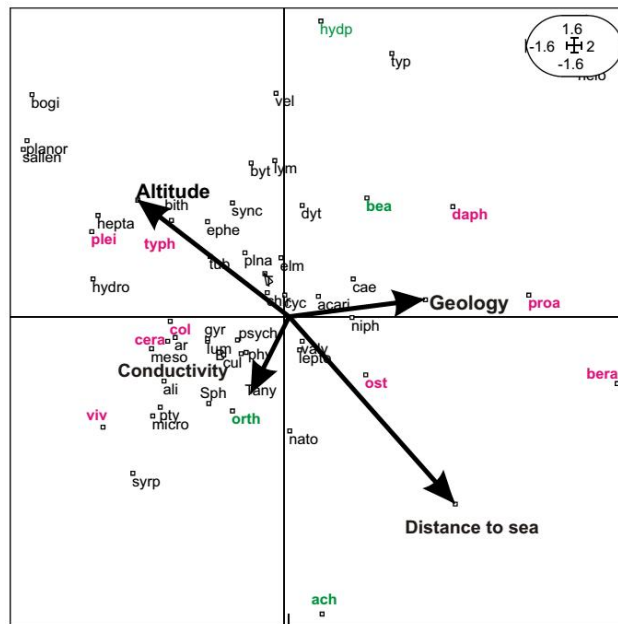 hydp
1.6
-1.6 2
-1.6
typ
bogi
vel
planor
byt lym
Altitude
bith
sync
dyt
bea
daph
hepta
ephe
plei
typh
tub
plna
elm
hydro
cae
cyc
acari
Geology
proa
niph
col
gyr
psych
cera
ar
lum
valv
meso
phy
lepto
cul
Conductivity
ost
bera
ali
Sph
Tany
viv
pty
orth
micro
nato
syrp
Distance to sea
ach